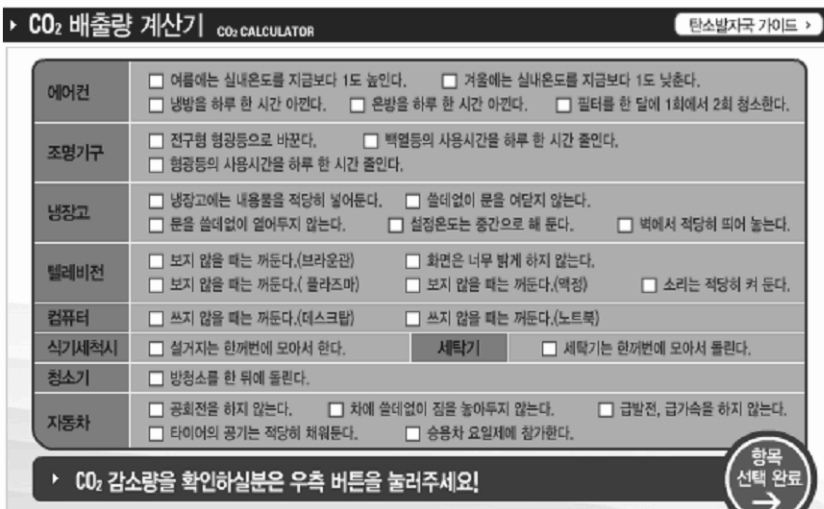 CO₂ 배출량 계산기 CO₂ CALCULATOR 탄소발자국 가이드
에어컨
여름에는 실내온도를 지금보다 1도 높인다. 겨울에는 실내온도를 지금보다 1도 낮춘다.
냉방을 하루 한 시간 아낀다. 온방을 하루 한 시간 아낀다. 필터를 한 달에 1회에서 2회 청소한다.
조명기구
전구형 형광등으로 바꾼다. 백열등의 사용시간을 하루 한 시간 줄인다.
형광등의 사용시간을 하루 한 시간 줄인다.
냉장고
냉장고에는 내용물을 적당히 넣어둔다. 쓸데없이 문을 여닫지 않는다.
문을 쓸데없이 열어두지 않는다. 설정온도는 중간으로 해 둔다. 벽에서 적당히 띄어 놓는다.
텔레비전
보지 않을 때는 꺼둔다.(브라운관) 화면은 너무 밝게 하지 않는다.
보지 않을 때는 꺼둔다.( 플라즈마) 보지 않을 때는 꺼둔다.(액정) 소리는 적당히 켜 둔다.
컴퓨터 쓰지 않을 때는 꺼둔다.(데스크탑) 쓰지 않을 때는 꺼둔다.(노트북)
식기세척시 설거지는 한꺼번에 모아서 한다. 세탁기 세탁기는 한꺼번에 모아서 돌린다.
청소기 방청소를 한 뒤에 돌린다.
자동차
공회전을 하지 않는다. 차에 쓸데없이 짐을 놓아두지 않는다. 급발전, 급가속을 하지 않는다.
타이어의 공기는 적당히 채워둔다. 승용차 요일제에 참가한다.
CO₂ 감소량을 확인하실분은 우측 버튼을 눌러주세요!
항목
선택 완료